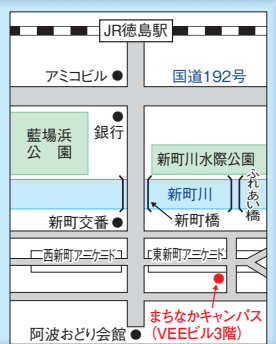 JR徳島駅
アミコビル
国道192号
藍場浜
公園
銀行
新町川水際公園
ふれあい橋
新町川
新町橋
新町交番
西新町アーケード
東新町アーケード
まちなかキャンパス
(VEEビル3階)
阿波おどり会館